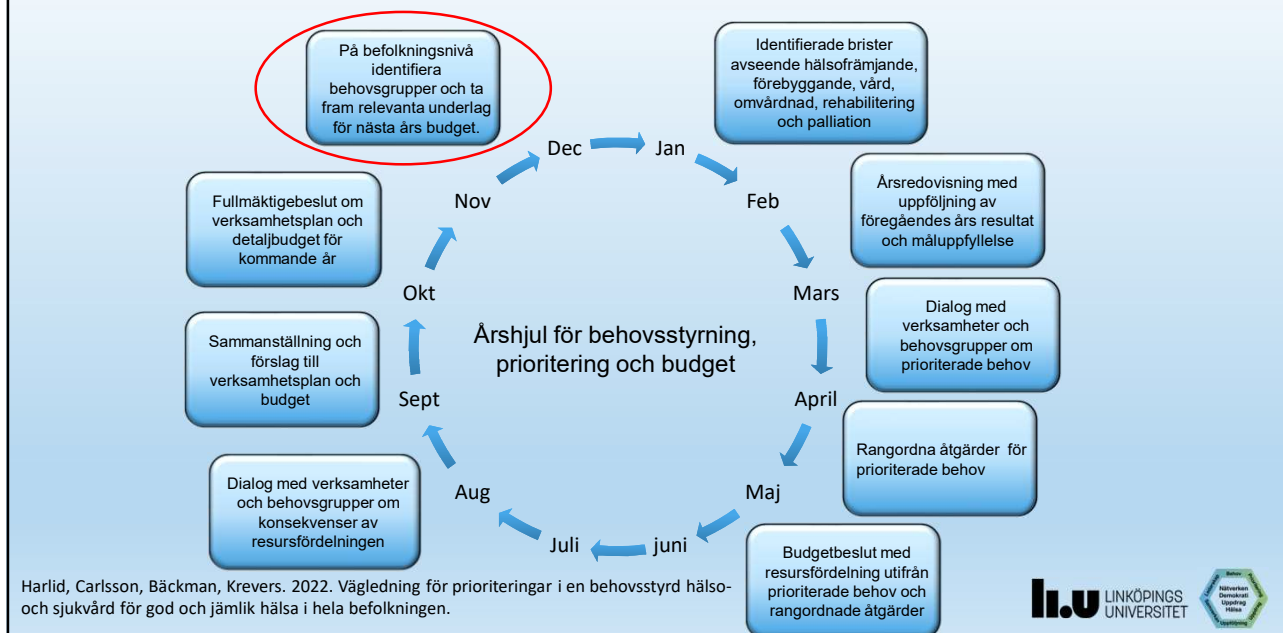 På befolkningsnivå
identifiera
behovsgrupper och ta
fram relevanta underlag
för nästa års budget.
Identifierade brister
avseende hälsofrämjande,
förebyggande, vård,
omvårdnad, rehabilitering
och palliation
Dec
Jan
Nov
Feb
Fullmäktigebeslut om
verksamhetsplan och
detaljbudget för
kommande år
Årsredovisning med
uppföljning av
föregåendes års resultat
och måluppfyllelse
Okt
Mars
Årshjul för behovsstyrning,
prioritering och budget
Sammanställning och
förslag till
verksamhetsplan och
budget
Dialog med
verksamheter och
behovsgrupper om
prioriterade behov
Sept
April
Rangordna åtgärder för
prioriterade behov
Dialog med verksamheter
och behovsgrupper om
konsekvenser av
resursfördelningen
Aug
Maj
Juli
juni
Budgetbeslut med
resursfördelning utifrån
prioriterade behov och
rangordnade åtgärder
Harlid, Carlsson, Bäckman, Krevers. 2022. Vägledning för prioriteringar i en behovsstyrd hälso-
och sjukvård för god och jämlik hälsa i hela befolkningen.
li.u LINKÖPINGS
UNIVERSITET
Behov
Nätverken
Demokrati
Uppdrag
Hälsa
Uppföljning